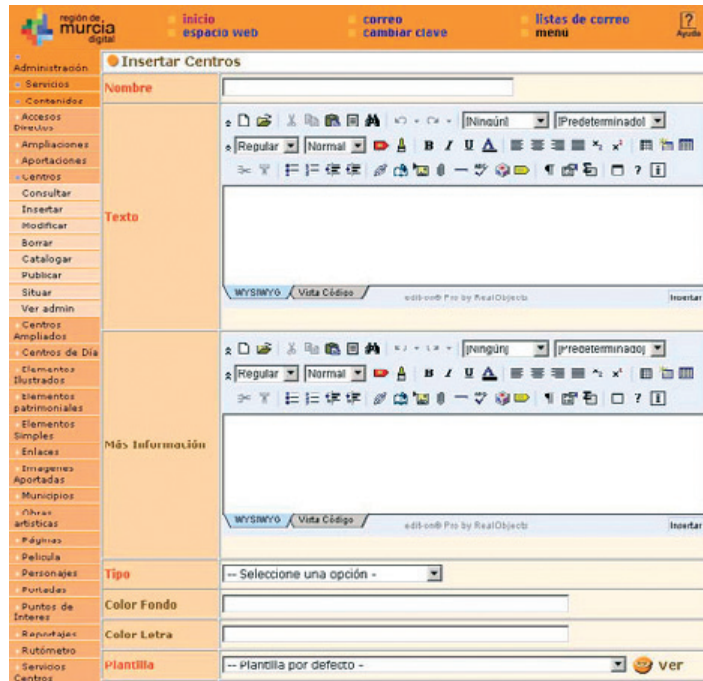 región de
murcia
digital
inicio
espacio web
correo
cambiar clave
listas de correo
menú
?
Ayuda
Administración
Servicios
Contenidos
Accesos
Directos
Ampliaciones
Aportaciones
Centros
Consultar
Insertar
Modificar
Borrar
Catalogar
Publicar
Situar
Ver admin
Centros
Ampliados
Centros de Día
Elementos
Ilustrados
Elementos
patrimoniales
Elementos
Simples
Enlaces
Imagenes
Aportadas
Municipios
Obras
artísticas
Páginas
Película
Personajes
Portadas
Puntos de
Interes
Reportajes
Rutómetro
Servicios
Centros
Insertar Centros
Nombre
Texto
[Ningún] [Predeterminado]
Regular Normal B I U A
WYSIWYG Vista Código edit-on® Pro by RealObjects Insertar
Más Información
[Ningún] [Predeterminado]
Regular Normal B I U A
WYSIWYG Vista Código edit-on® Pro by RealObjects Insertar
Tipo
-- Seleccione una opción -
Color Fondo
Color Letra
Plantilla
-- Plantilla por defecto -
ver